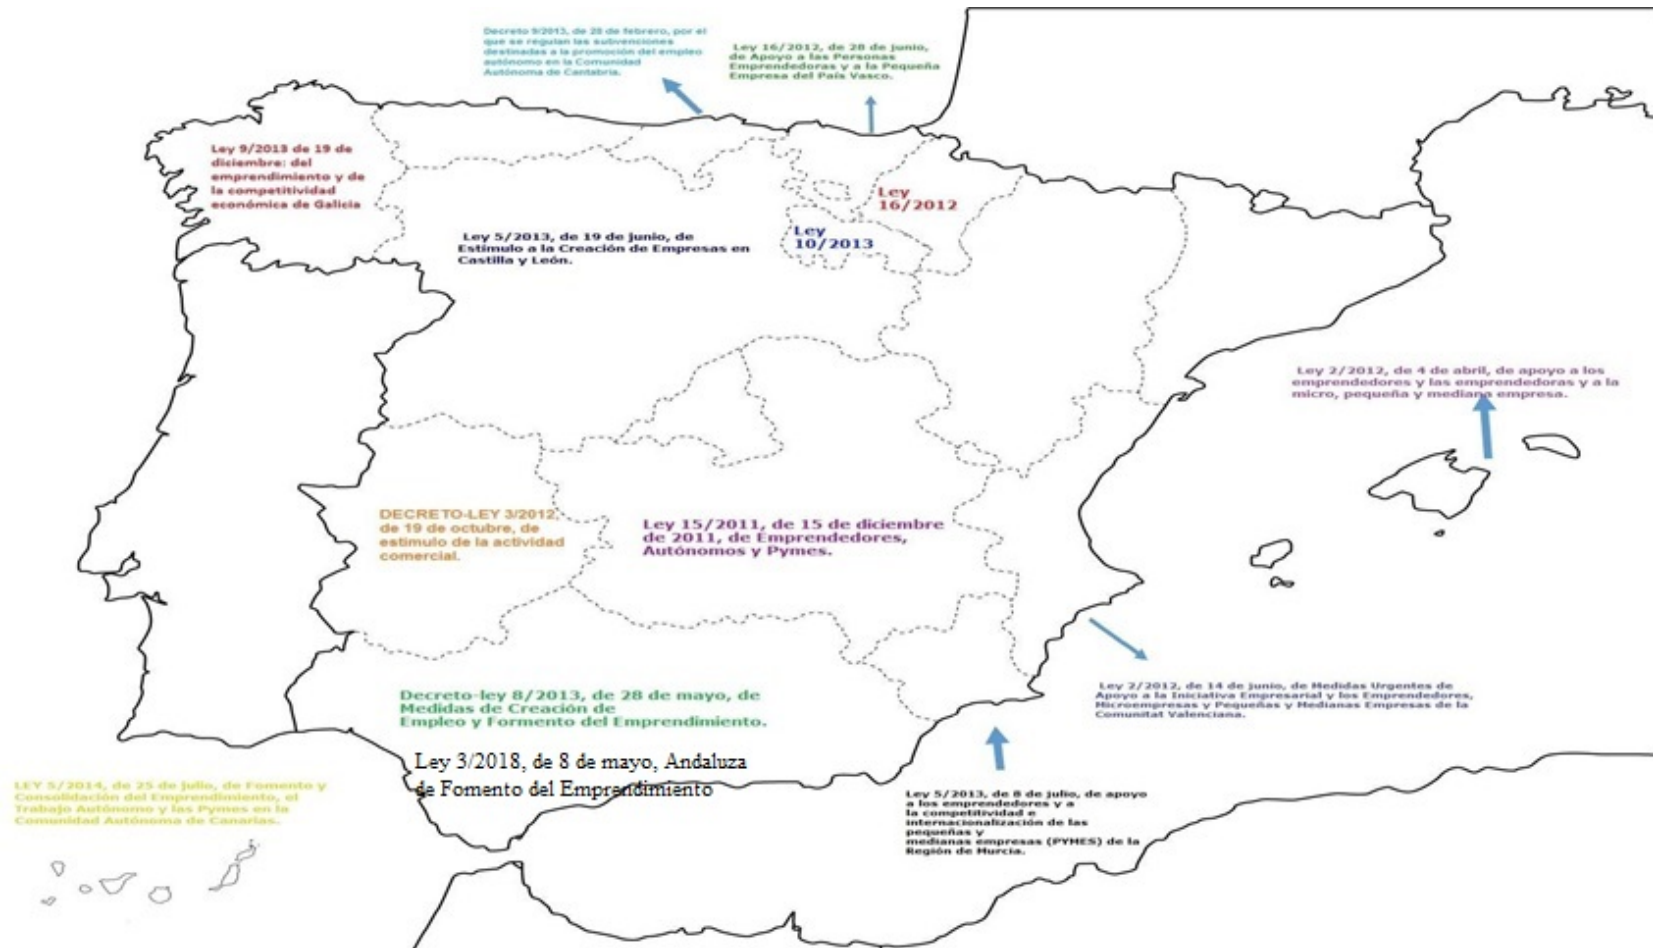 Decreto 9/2013, de 28 de febrero, por el
que se regulan las subvenciones
destinadas a la promoción del empleo
autónomo en la Comunidad
Autónoma de Cantabria.
Ley 16/2012, de 28 de junio,
de Apoyo a las Personas
Emprendedoras y a la Pequeña
Empresa del País Vasco.
Ley 9/2013 de 19 de
diciembre: del
emprendimiento y de
la competitividad
económica de Galicia
Ley
16/2012
Ley 5/2013, de 19 de junio, de
Estímulo a la Creación de Empresas en
Castilla y León.
Ley
10/2013
Ley 2/2012, de 4 de abril, de apoyo a los
emprendedores y las emprendedoras y a la
micro, pequeña y mediana empresa.
DECRETO-LEY 3/2012,
de 19 de octubre, de
estímulo de la actividad
comercial.
Ley 15/2011, de 15 de diciembre
de 2011, de Emprendedores,
Autónomos y Pymes.
Decreto-ley 8/2013, de 28 de mayo, de
Medidas de Creación de
Empleo y Formento del Emprendimiento.
Ley 2/2012, de 14 de junio, de Medidas Urgentes de
Apoyo a la Iniciativa Empresarial y los Emprendedores,
Microempresas y Pequeñas y Medianas Empresas de la
Comunitat Valenciana.
Ley 3/2018, de 8 de mayo, Andaluza
de Fomento del Emprendimiento
LEY 5/2014, de 25 de julio, de Fomento y
Consolidación del Emprendimiento, el
Trabajo Autónomo y las Pymes en la
Comunidad Autónoma de Canarias.
Ley 5/2013, de 8 de julio, de apoyo
a los emprendedores y a
la competitividad e
internacionalización de las
pequeñas y
medianas empresas (PYMES) de la
Región de Murcia.